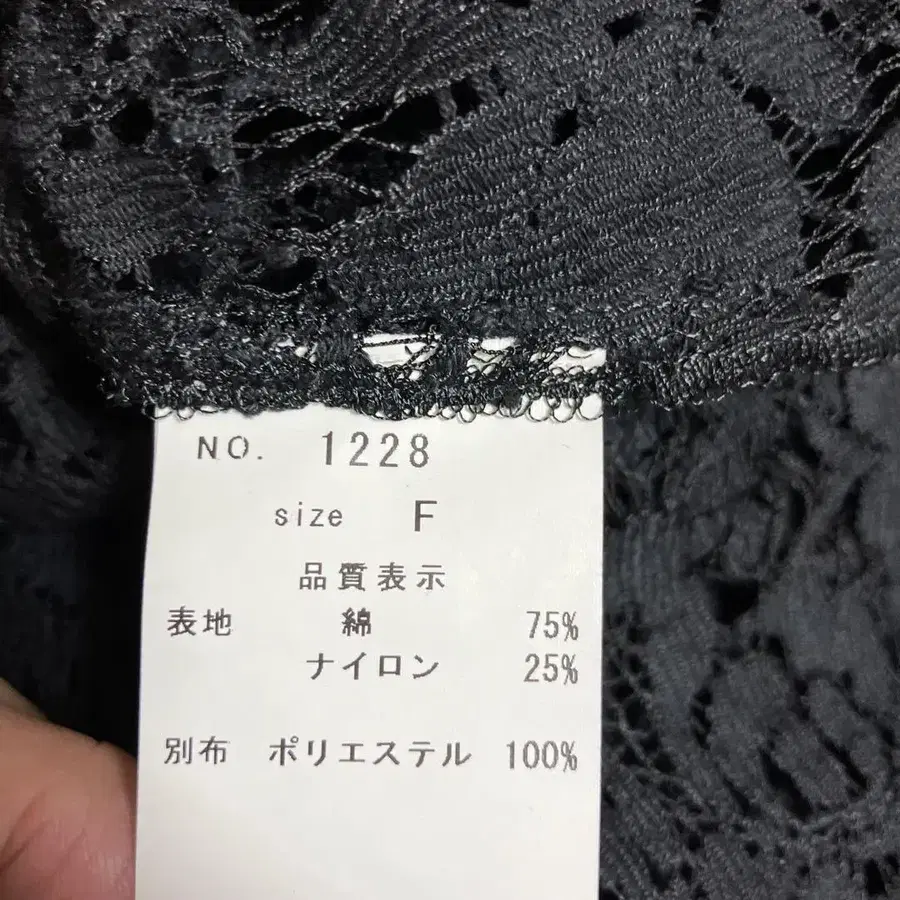 NO. 1228
size F
品質表示
表地 綿 75%
ナイロン 25%
別布 ポリエステル 100%